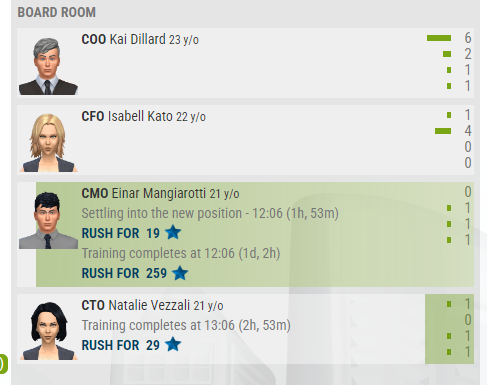 BOARD ROOM
COO Kai Dillard 23 y/o
6
2
1
1
CFO Isabell Kato 22 y/o
1
4
0
0
CMO Einar Mangiarotti 21 y/o
0
Settling into the new position - 12:06 (1h, 53m)
1
RUSH FOR 19
1
Training completes at 12:06 (1d, 2h)
1
RUSH FOR 259
CTO Natalie Vezzali 21 y/o
1
0
Training completes at 13:06 (2h, 53m)
1
RUSH FOR 29
1